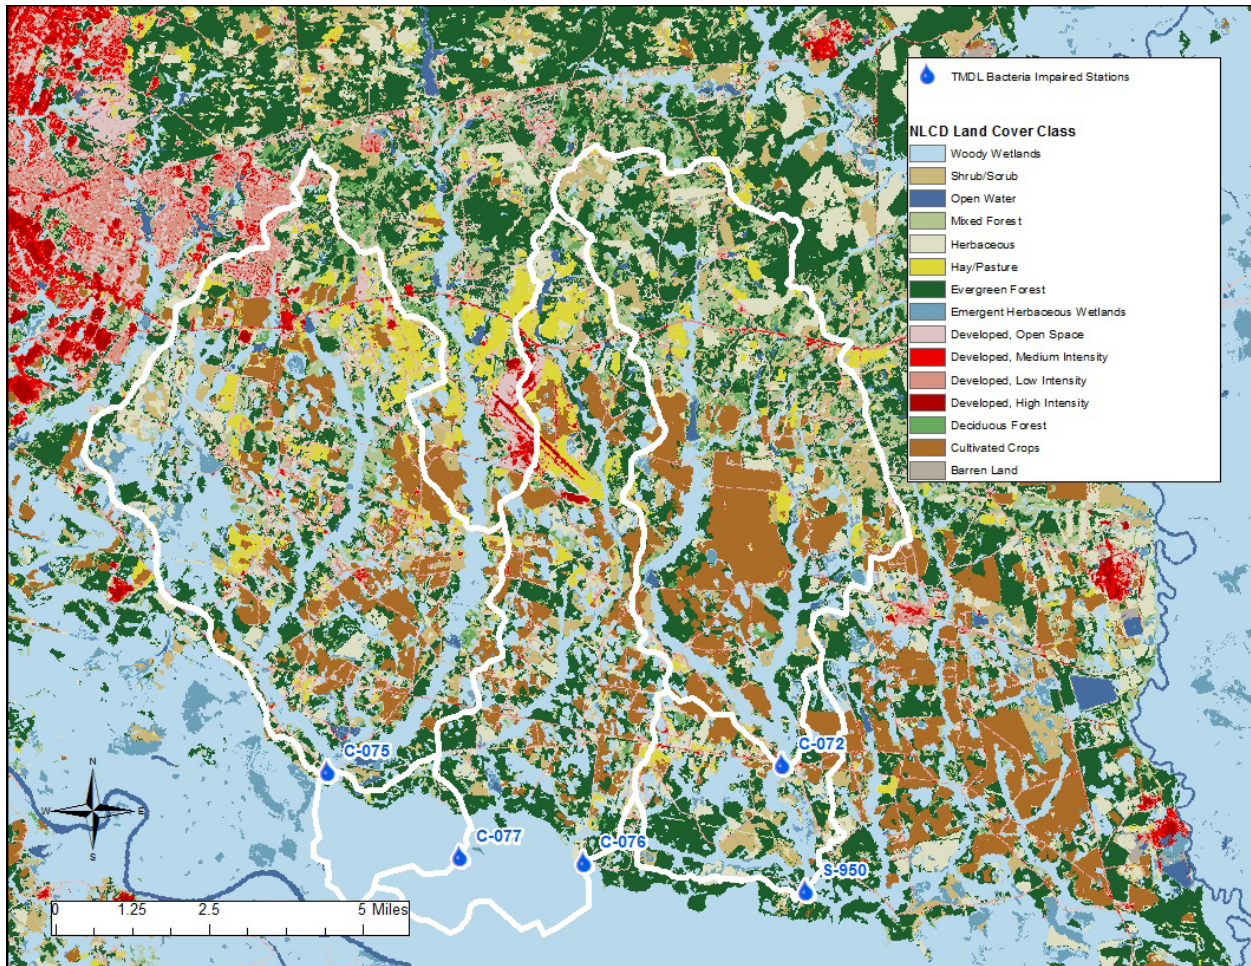 TMDL Bacteria Impaired Stations
NLCD Land Cover Class
Woody Wetlands
Shrub/Scrub
Open Water
Mixed Forest
Herbaceous
Hay/Pasture
Evergreen Forest
Emergent Herbaceous Wetlands
Developed, Open Space
Developed, Medium Intensity
Developed, Low Intensity
Developed, High Intensity
Deciduous Forest
Cultivated Crops
Barren Land
C-075
C-072
C-077
C-076
S-950
N
W E
S
0 1.25 2.5 5 Miles